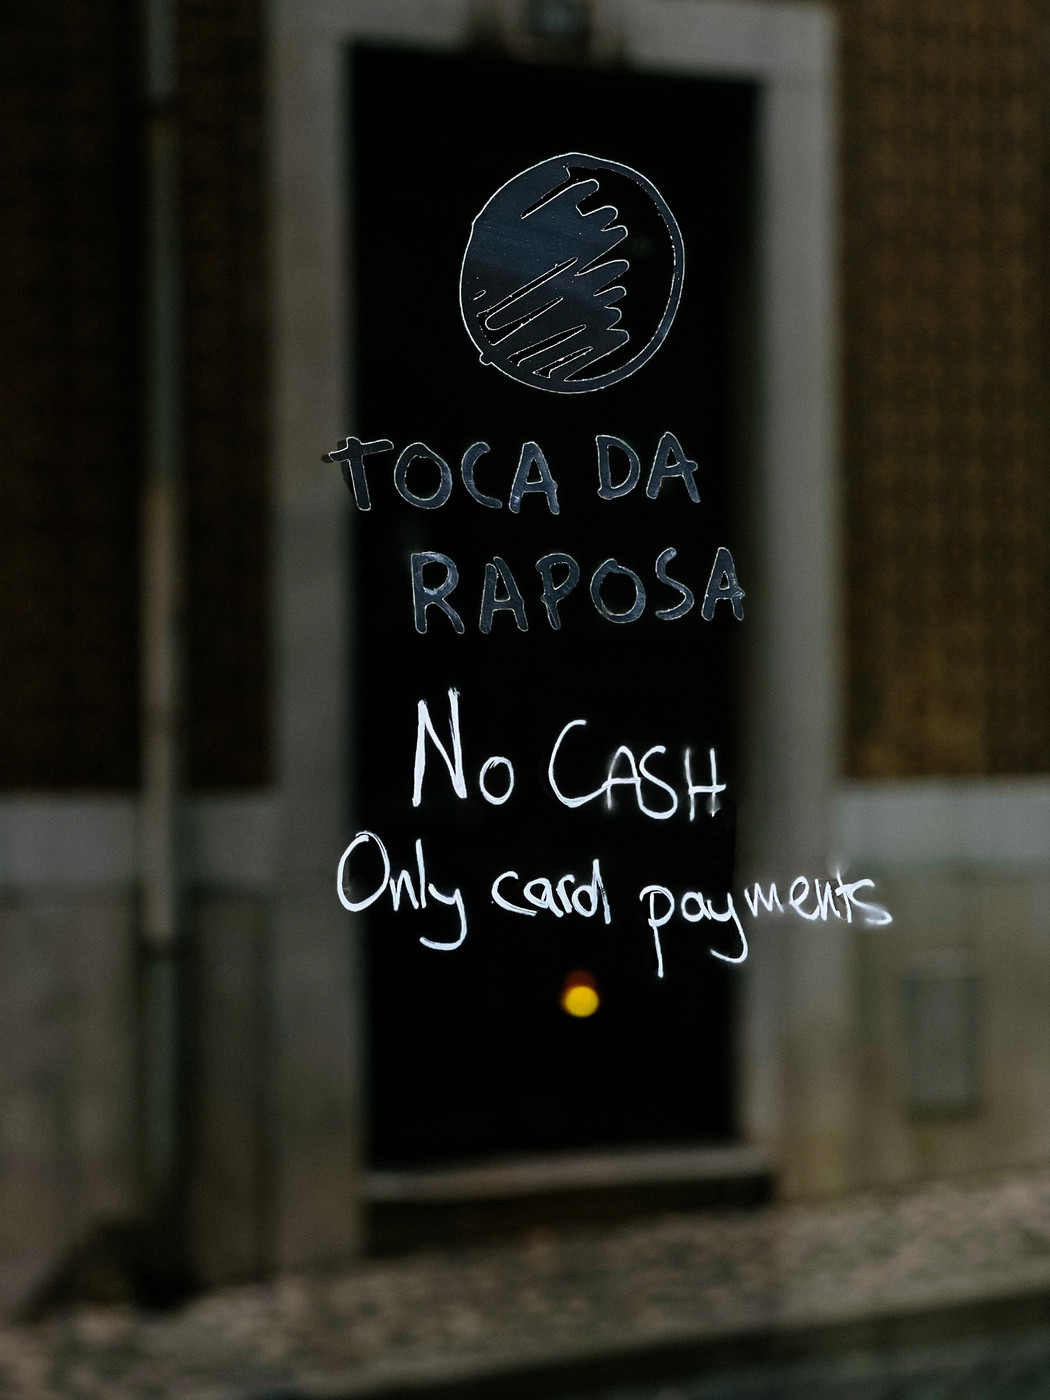 TOCA DA
RAPOSA
No CASH
Only card payments